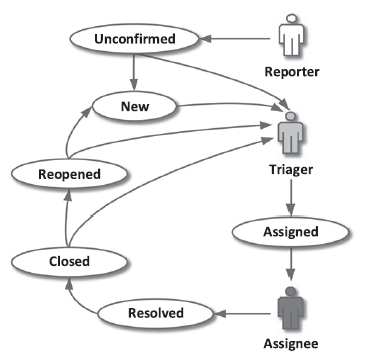 Unconfirmed
Reporter
New
Triager
Reopened
Assigned
Closed
Resolved
Assignee